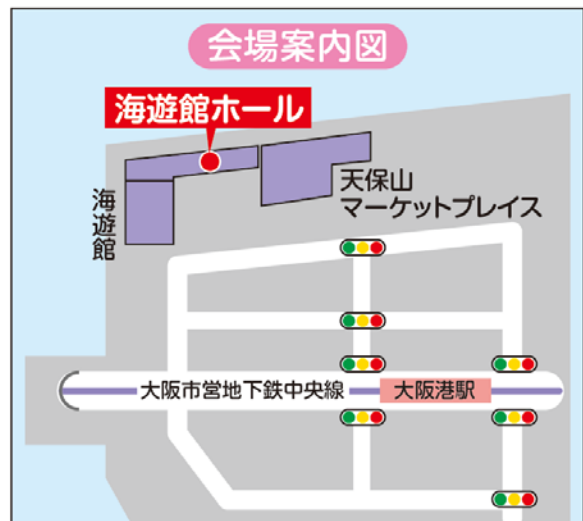 会場案内図
海遊館ホール
海遊館
天保山
マーケットプレイス
大阪市営地下鉄中央線
大阪港駅